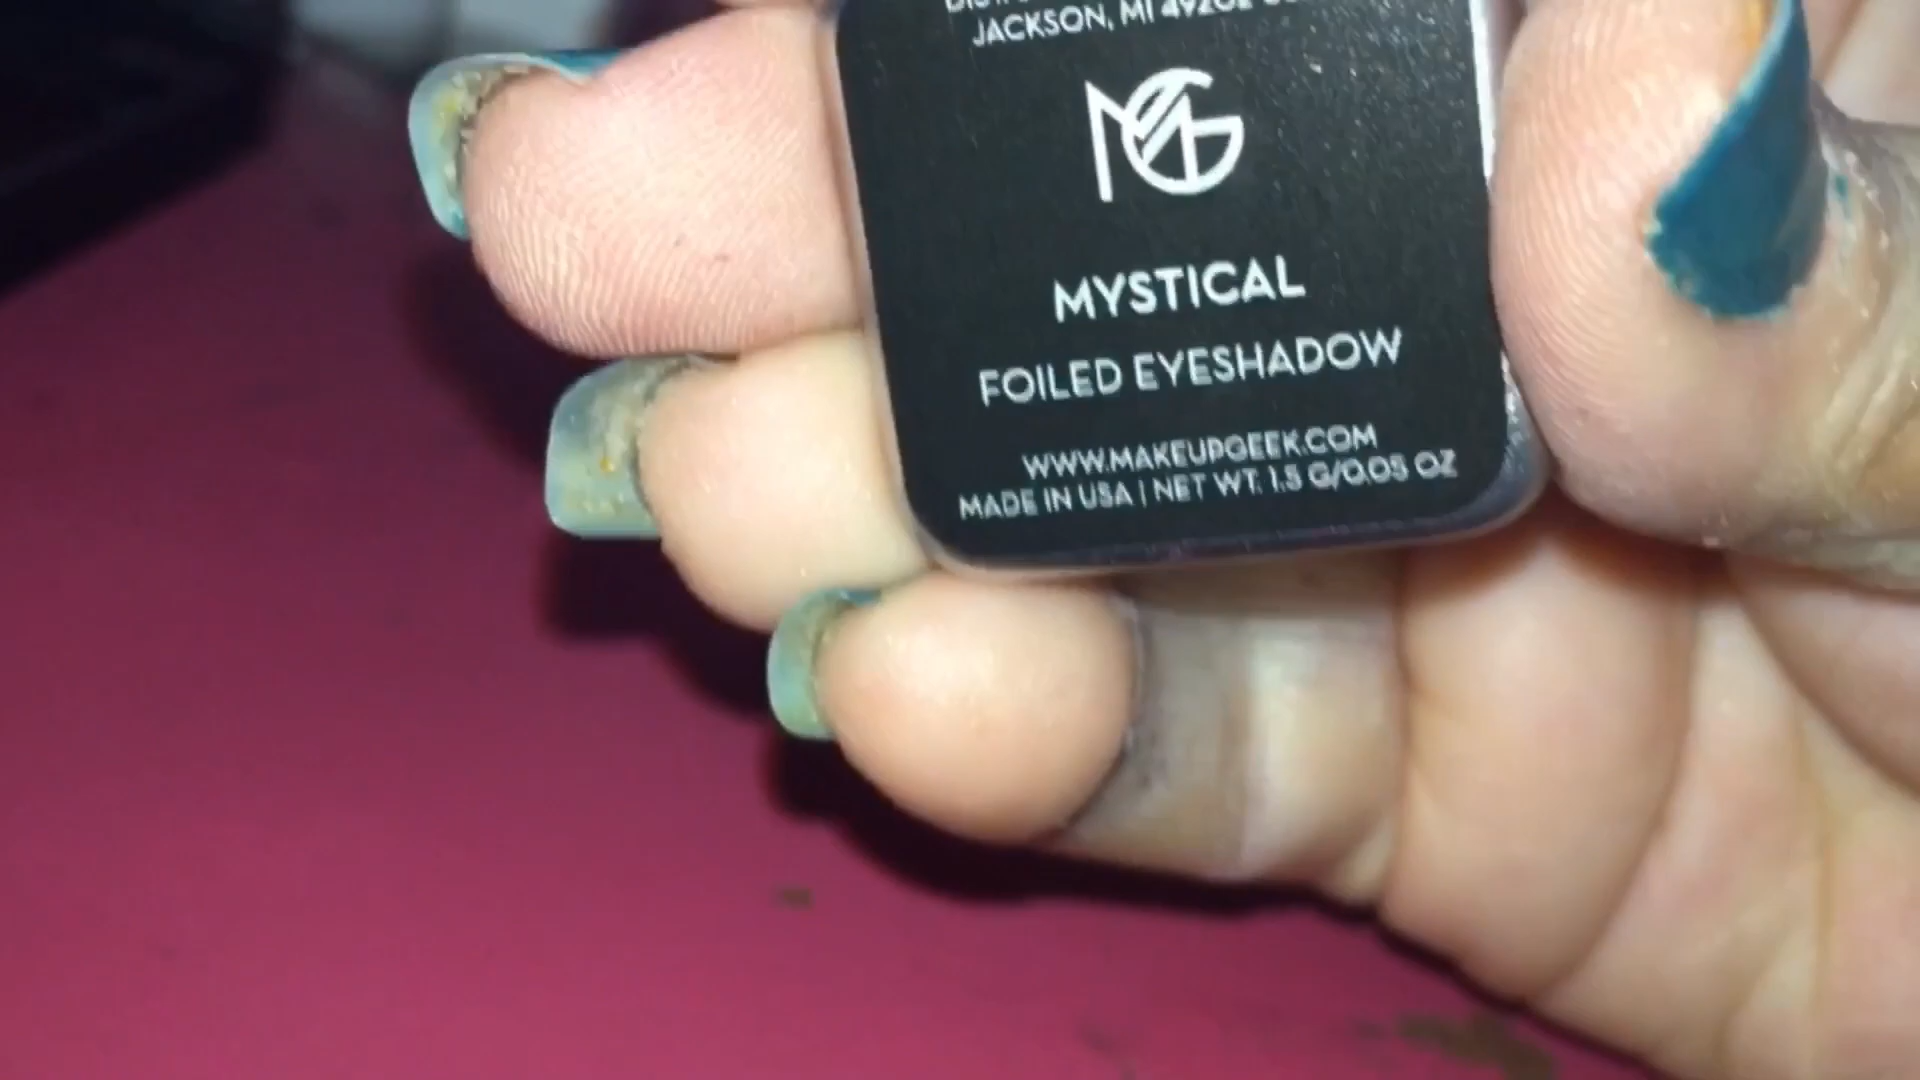 JACKSON, MI 49202
MG
MYSTICAL
FOILED EYESHADOW
WWW.MAKEUPGEEK.COM
MADE IN USA | NET WT. 1.5 G/0.05 OZ